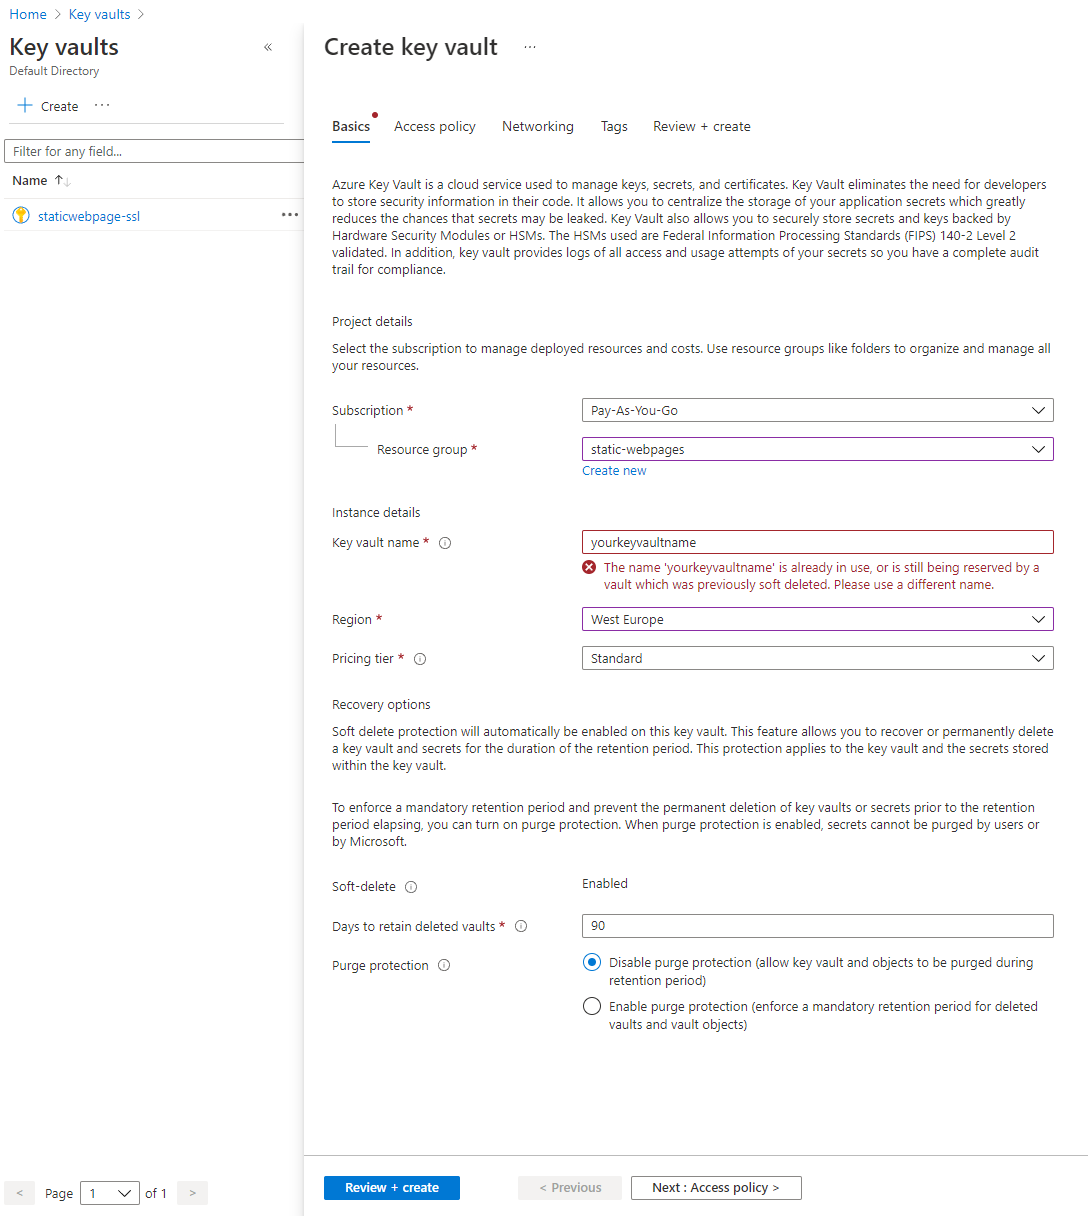 Home > Key vaults >
Key vaults «
Default Directory
+ Create ...
Filter for any field...
Name ↑↓
staticwebpage-ssl ...
< Page 1 of 1 >
Create key vault ...
Basics Access policy Networking Tags Review + create
Azure Key Vault is a cloud service used to manage keys, secrets, and certificates. Key Vault eliminates the need for developers
to store security information in their code. It allows you to centralize the storage of your application secrets which greatly
reduces the chances that secrets may be leaked. Key Vault also allows you to securely store secrets and keys backed by
Hardware Security Modules or HSMs. The HSMs used are Federal Information Processing Standards (FIPS) 140-2 Level 2
validated. In addition, key vault provides logs of all access and usage attempts of your secrets so you have a complete audit
trail for compliance.
Project details
Select the subscription to manage deployed resources and costs. Use resource groups like folders to organize and manage all
your resources.
Subscription * Pay-As-You-Go
Resource group * static-webpages
Create new
Instance details
Key vault name * yourkeyvaultname
The name 'yourkeyvaultname' is already in use, or is still being reserved by a
vault which was previously soft deleted. Please use a different name.
Region * West Europe
Pricing tier * Standard
Recovery options
Soft delete protection will automatically be enabled on this key vault. This feature allows you to recover or permanently delete
a key vault and secrets for the duration of the retention period. This protection applies to the key vault and the secrets stored
within the key vault.
To enforce a mandatory retention period and prevent the permanent deletion of key vaults or secrets prior to the retention
period elapsing, you can turn on purge protection. When purge protection is enabled, secrets cannot be purged by users or
by Microsoft.
Soft-delete Enabled
Days to retain deleted vaults * 90
Purge protection Disable purge protection (allow key vault and objects to be purged during
retention period)
Enable purge protection (enforce a mandatory retention period for deleted
vaults and vault objects)
Review + create < Previous Next : Access policy >